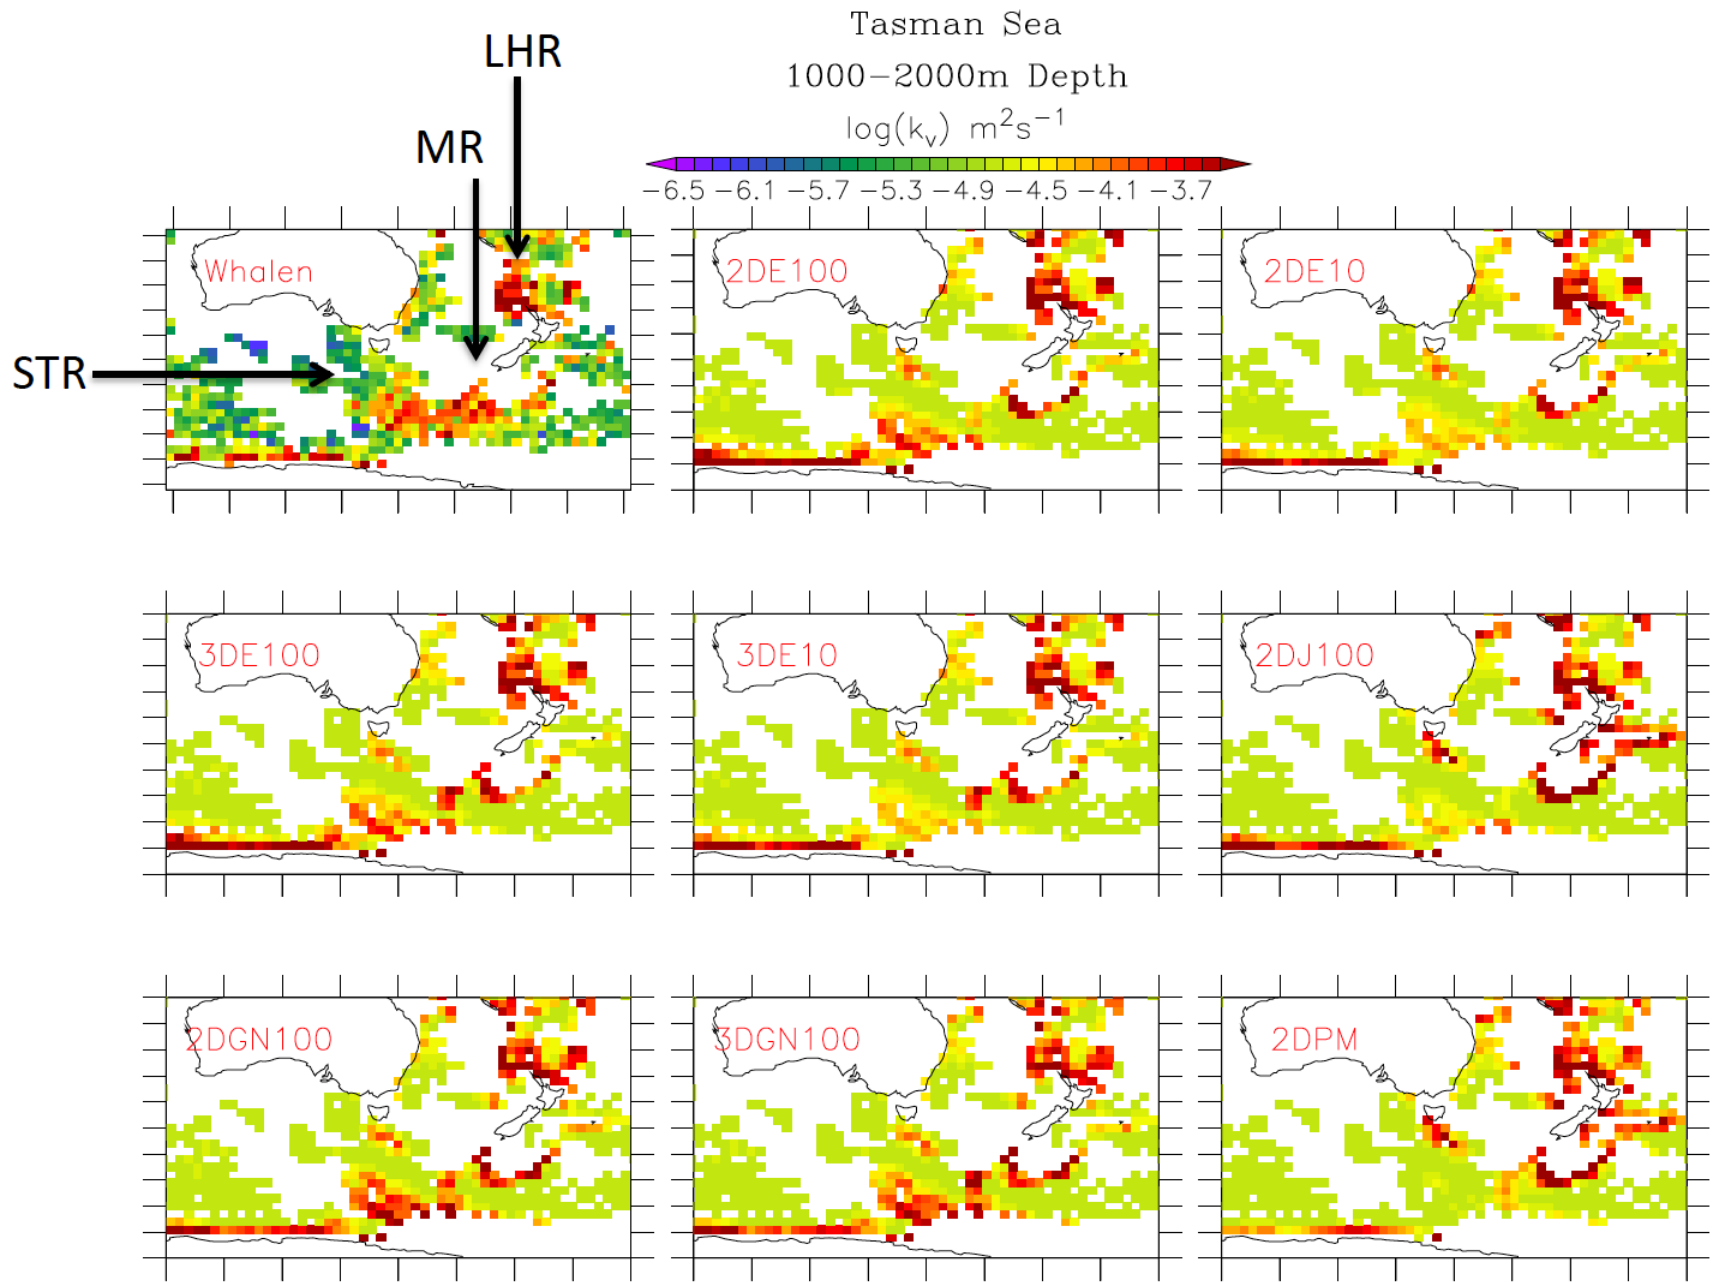 Tasman Sea
LHR
1000−2000m Depth
log(kᵥ) m²s⁻¹
MR
−6.5 −6.1 −5.7 −5.3 −4.9 −4.5 −4.1 −3.7
Whalen
2DE100
2DE10
STR
3DE100
3DE10
2DJ100
2DGN100
3DGN100
2DPM